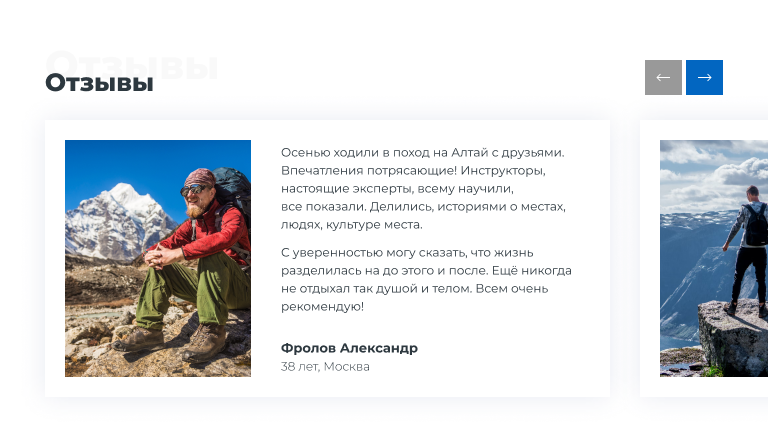 Отзывы
Отзывы
Осенью ходили в поход на Алтай с друзьями.
Впечатления потрясающие! Инструкторы,
настоящие эксперты, всему научили,
все показали. Делились, историями о местах,
людях, культуре места.
С уверенностью могу сказать, что жизнь
разделилась на до этого и после. Ещё никогда
не отдыхал так душой и телом. Всем очень
рекомендую!
Фролов Александр
38 лет, Москва